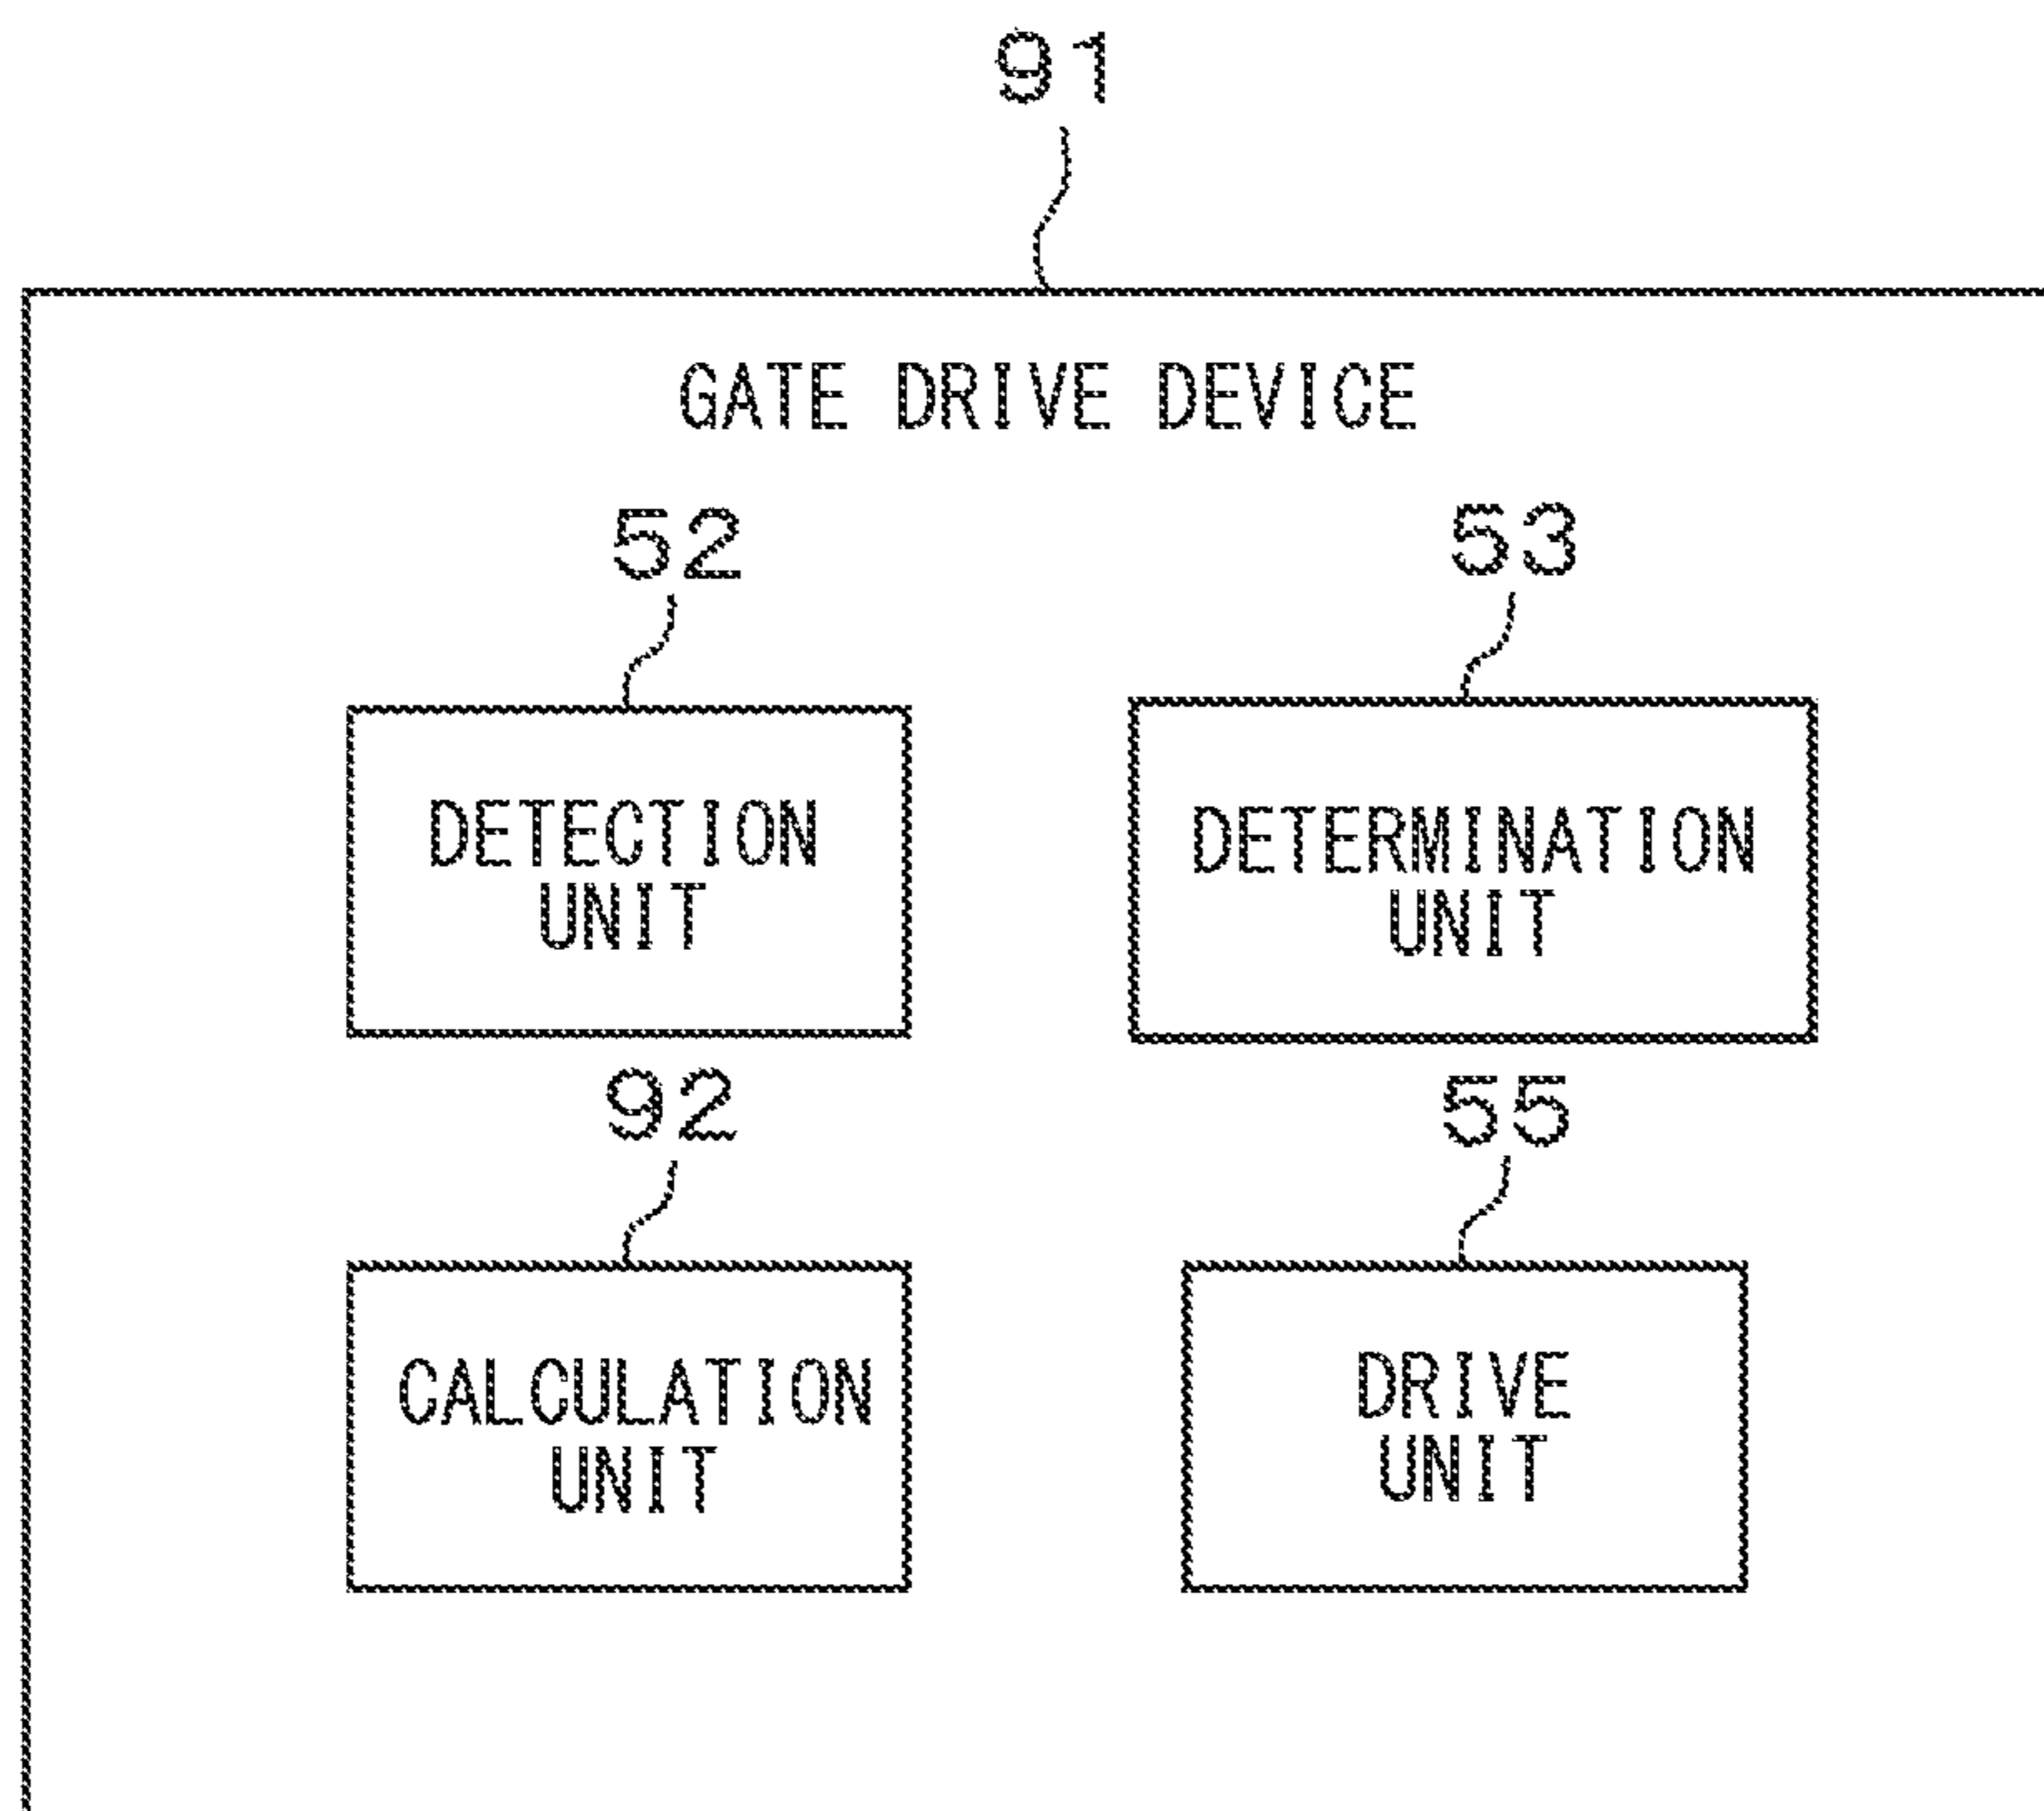 91
GATE DRIVE DEVICE
52
53
DETECTION
UNIT
DETERMINATION
UNIT
92
55
CALCULATION
UNIT
DRIVE
UNIT